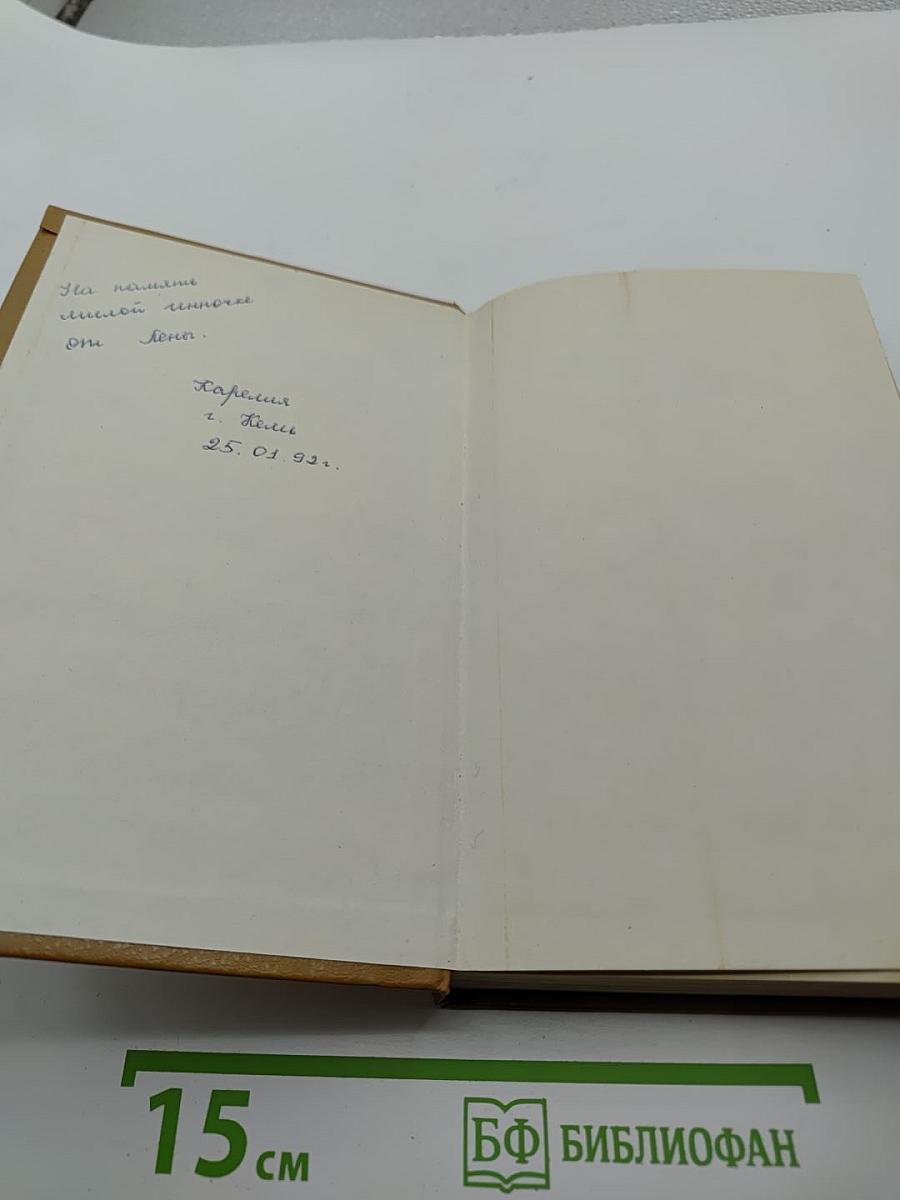 На память
милой Инночке
от Лены.
Карелия
г. Кемь
25.01.92г.
15 см
БФ БИБЛИОФАН